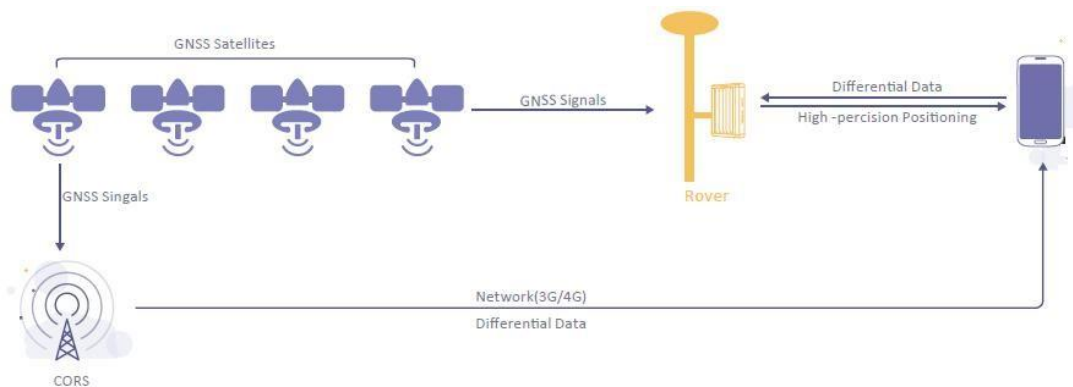 GNSS Satellites
GNSS Signals
Differential Data
High -percision Positioning
GNSS Singals
Rover
Network(3G/4G)
Differential Data
CORS